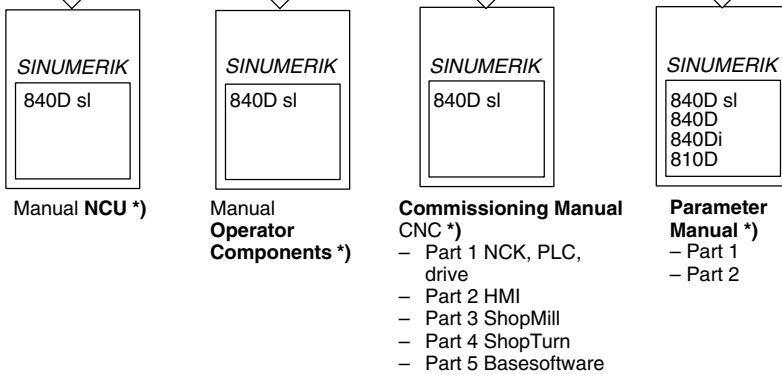 SINUMERIK
840D sl
Manual NCU *)
SINUMERIK
840D sl
Manual
Operator
Components *)
SINUMERIK
840D sl
Commissioning Manual
CNC *)
– Part 1 NCK, PLC,
drive
– Part 2 HMI
– Part 3 ShopMill
– Part 4 ShopTurn
– Part 5 Basesoftware
SINUMERIK
840D sl
840D
840Di
810D
Parameter
Manual *)
– Part 1
– Part 2